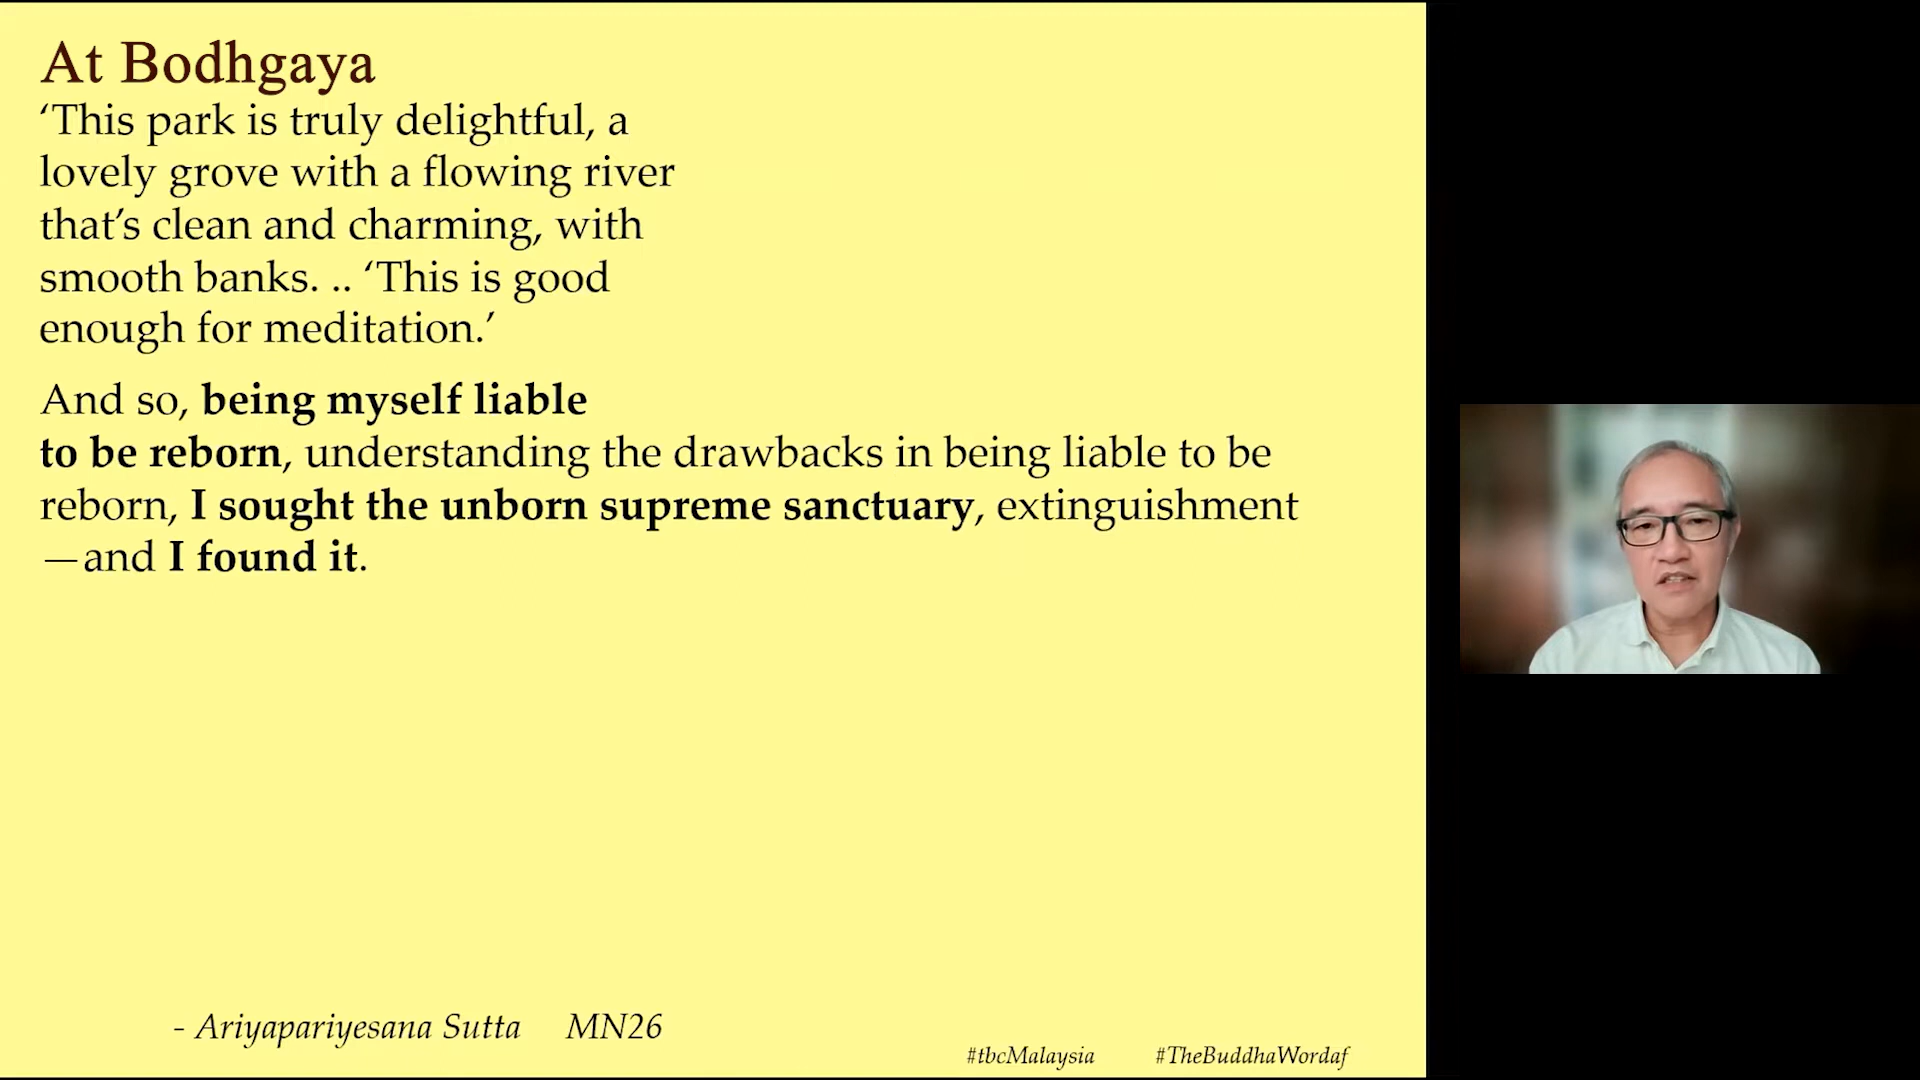 At Bodhgaya
‘This park is truly delightful, a
lovely grove with a flowing river
that’s clean and charming, with
smooth banks. .. ‘This is good
enough for meditation.’
And so, being myself liable
to be reborn, understanding the drawbacks in being liable to be
reborn, I sought the unborn supreme sanctuary, extinguishment
—and I found it.
- Ariyapariyesana Sutta MN26
#tbcMalaysia #TheBuddhaWordaf